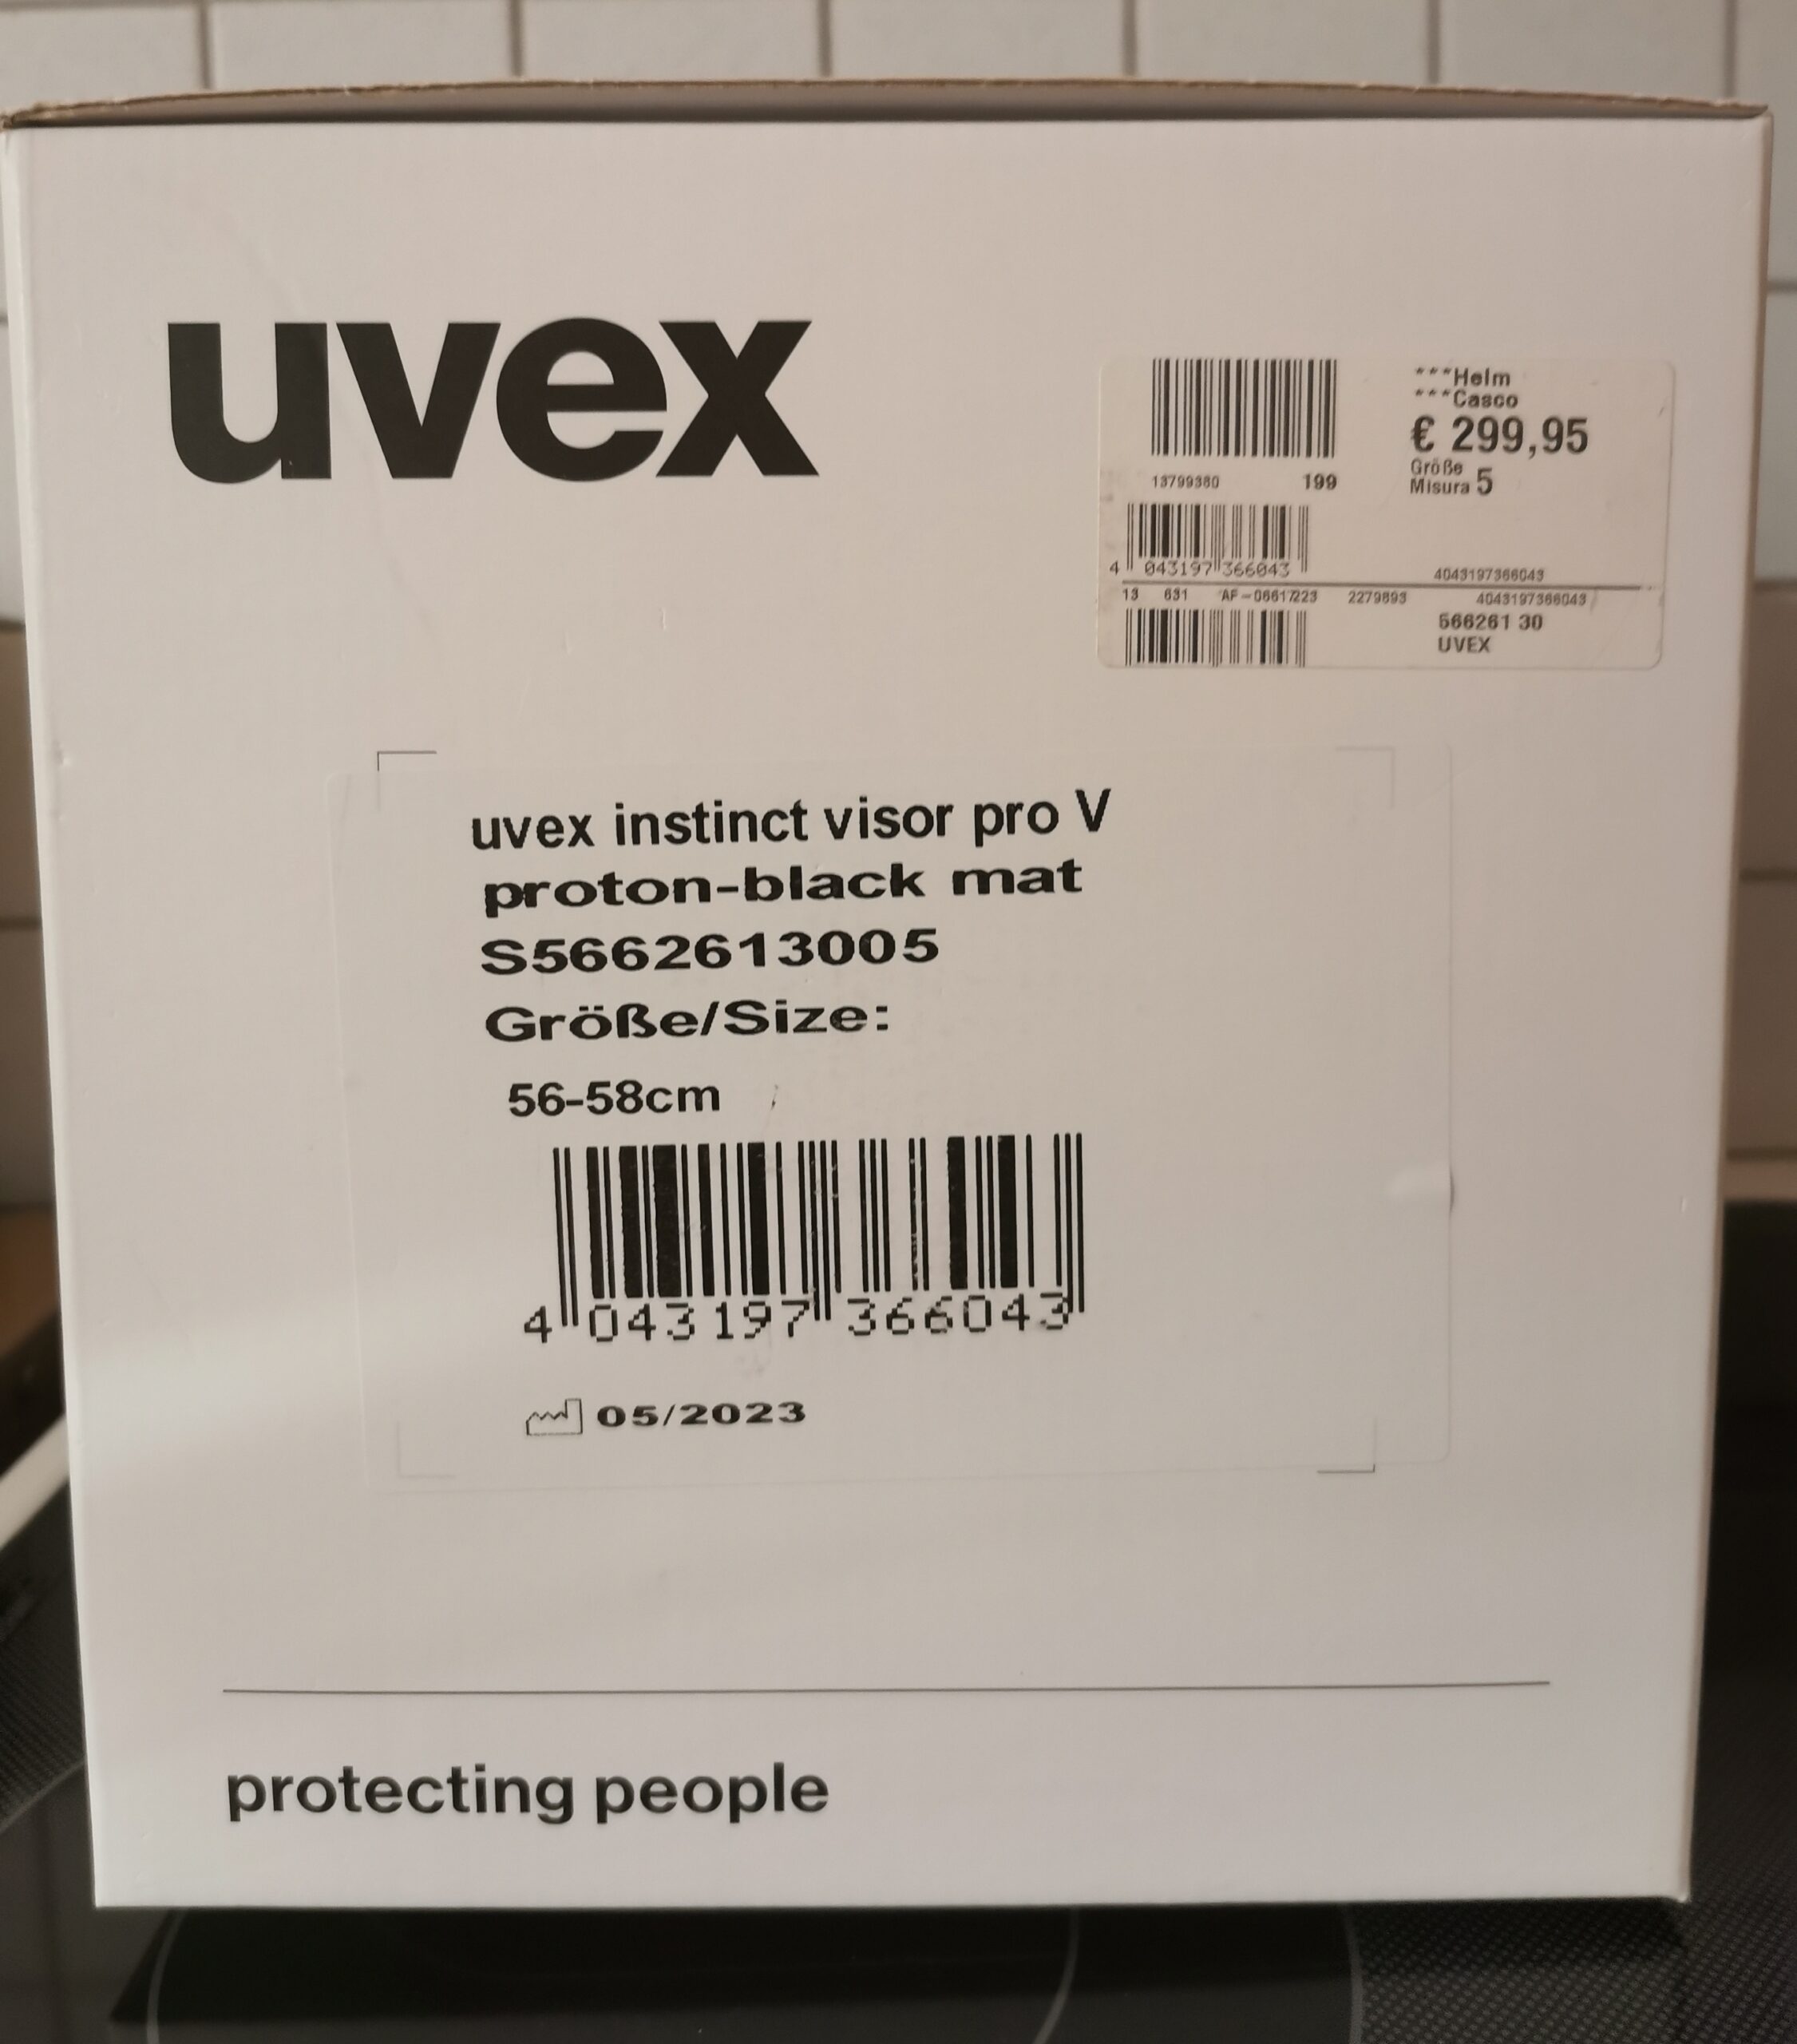 uvex
***Helm
***Casco
€ 299,95
Größe
Misura 5
13799380 199
4 043197 366043
4043197366043
13 631 AF-06617223 2279893 4043197366043
566261 30
UVEX
uvex instinct visor pro V
proton-black mat
S5662613005
Größe/Size:
56-58cm
4 043197 366043
05/2023
protecting people